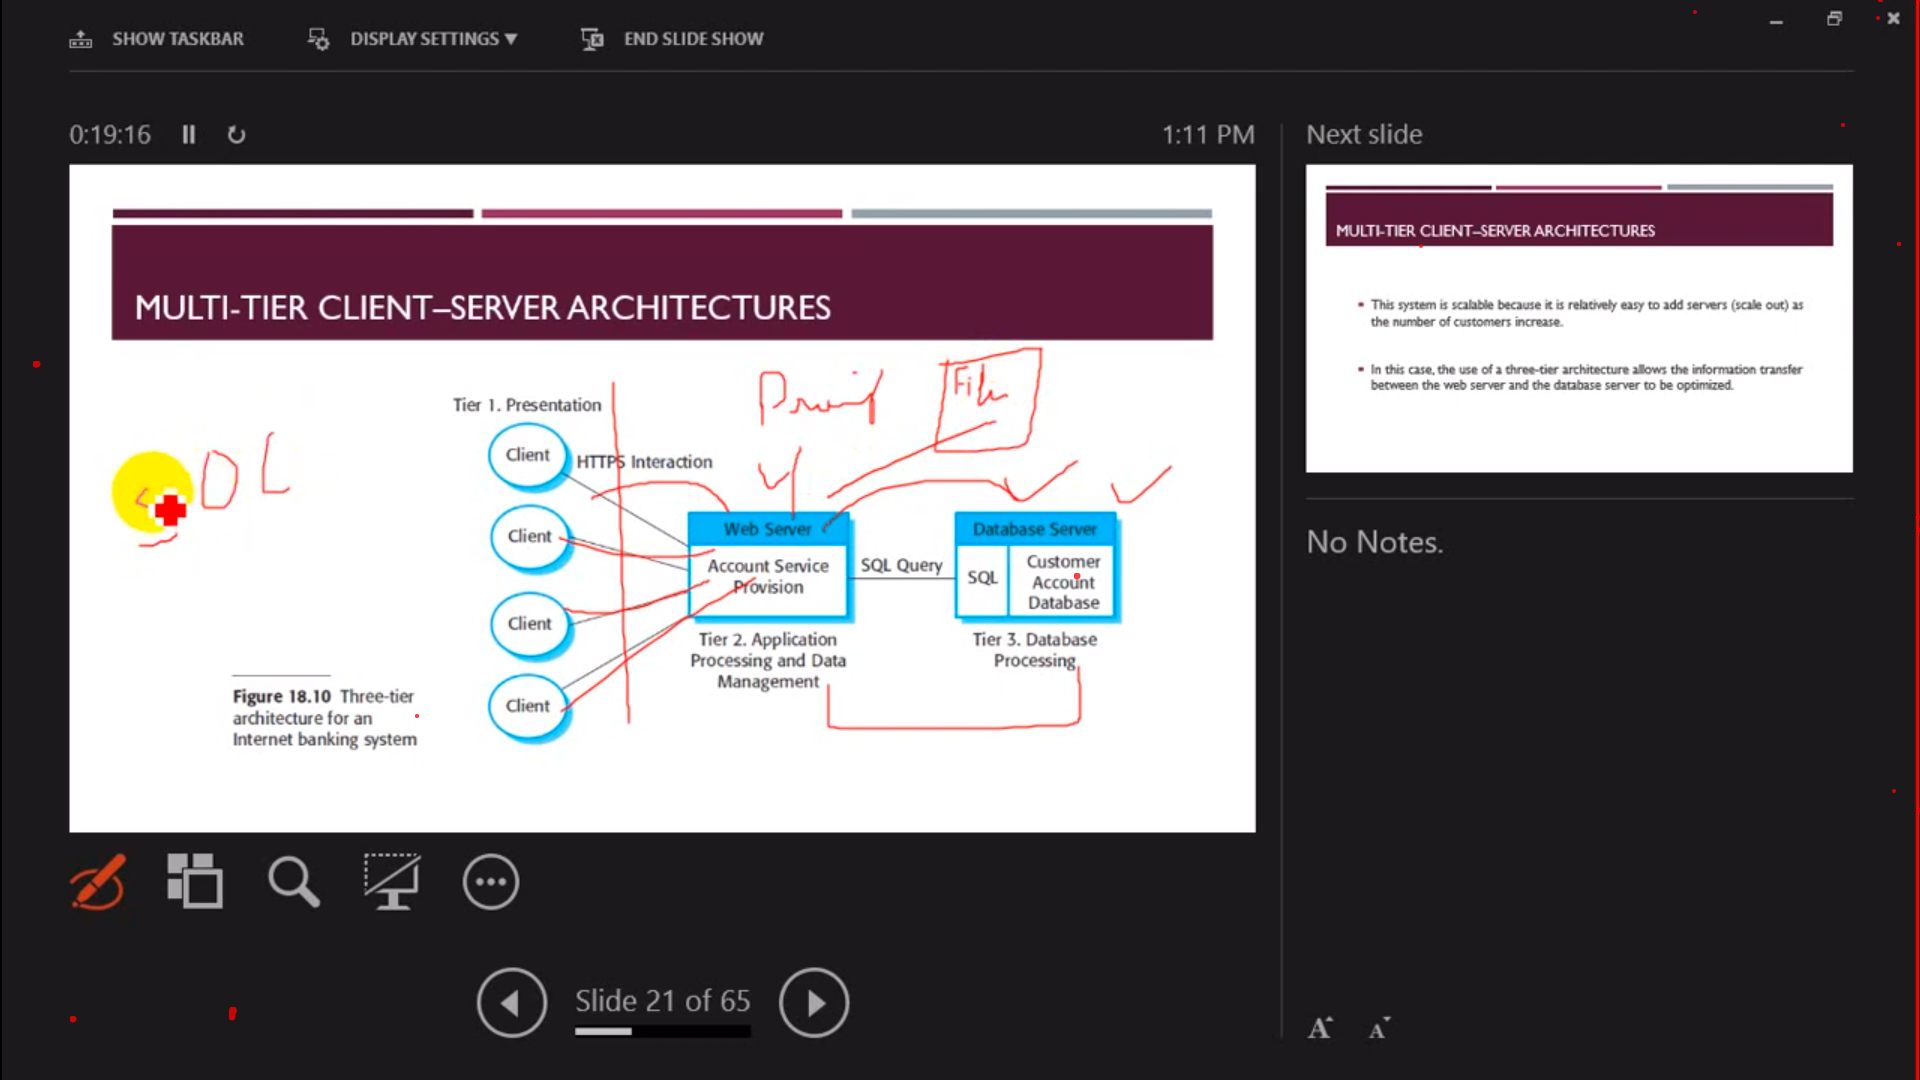 SHOW TASKBAR
DISPLAY SETTINGS ▼
END SLIDE SHOW
0:19:16
1:11 PM
Next slide
MULTI-TIER CLIENT–SERVER ARCHITECTURES
Tier 1. Presentation
Client
HTTPS Interaction
Client
Client
Client
Web Server
Account Service
Provision
SQL Query
Database Server
SQL
Customer
Account
Database
Tier 2. Application
Processing and Data
Management
Tier 3. Database
Processing
Figure 18.10 Three-tier
architecture for an
Internet banking system
MULTI-TIER CLIENT–SERVER ARCHITECTURES
▪ This system is scalable because it is relatively easy to add servers (scale out) as
the number of customers increase.
▪ In this case, the use of a three-tier architecture allows the information transfer
between the web server and the database server to be optimized.
No Notes.
Slide 21 of 65
A A